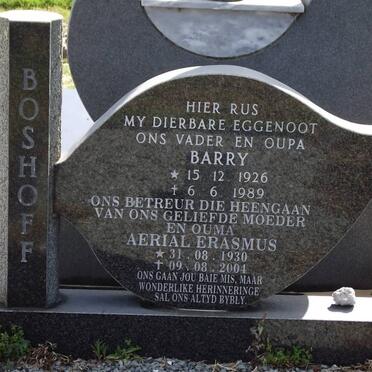 BOSHOFF
HIER RUS
MY DIERBARE EGGENOOT
ONS VADER EN OUPA
BARRY
★ 15 . 12 . 1926
✝ 6 . 6 . 1989
ONS BETREUR DIE HEENGAAN
VAN ONS GELIEFDE MOEDER
EN OUMA
AERIAL ERASMUS
★ 31 . 08 . 1930
✝ 09 . 08 . 2004
ONS GAAN JOU BAIE MIS, MAAR
WONDERLIKE HERINNERINGE
SAL ONS ALTYD BYBLY.